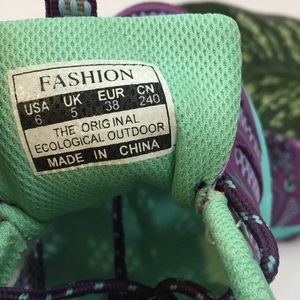 FASHION
USA UK EUR CN
6 5 38 240
THE ORIGINAL
ECOLOGICAL OUTDOOR
MADE IN CHINA